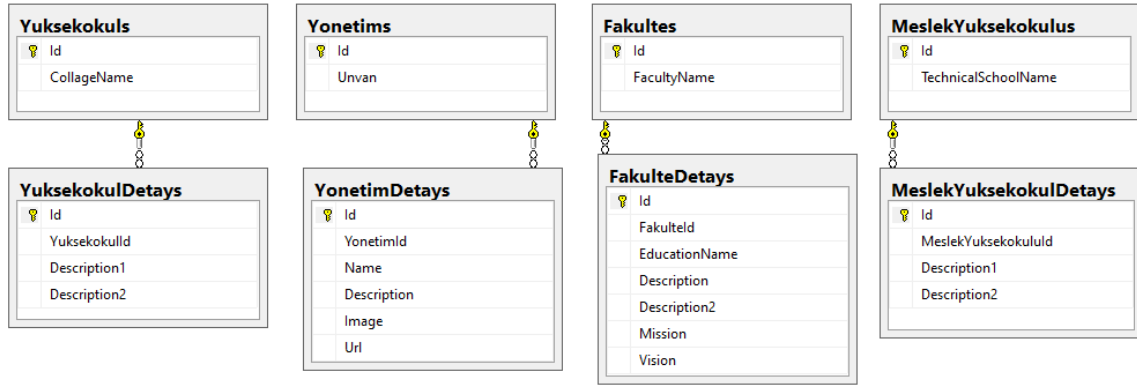 Yuksekokuls
Id
CollageName
Yonetims
Id
Unvan
Fakultes
Id
FacultyName
MeslekYuksekokulus
Id
TechnicalSchoolName
YuksekokulDetays
Id
YuksekokulId
Description1
Description2
YonetimDetays
Id
YonetimId
Name
Description
Image
Url
FakulteDetays
Id
FakulteId
EducationName
Description
Description2
Mission
Vision
MeslekYuksekokulDetays
Id
MeslekYuksekokuluId
Description1
Description2